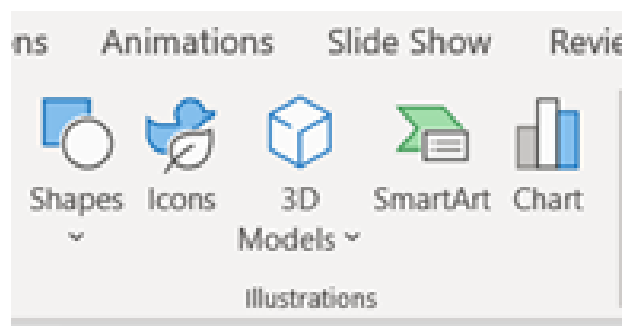 ns Animations Slide Show Revie
Shapes Icons 3D SmartArt Chart
Models
Illustrations